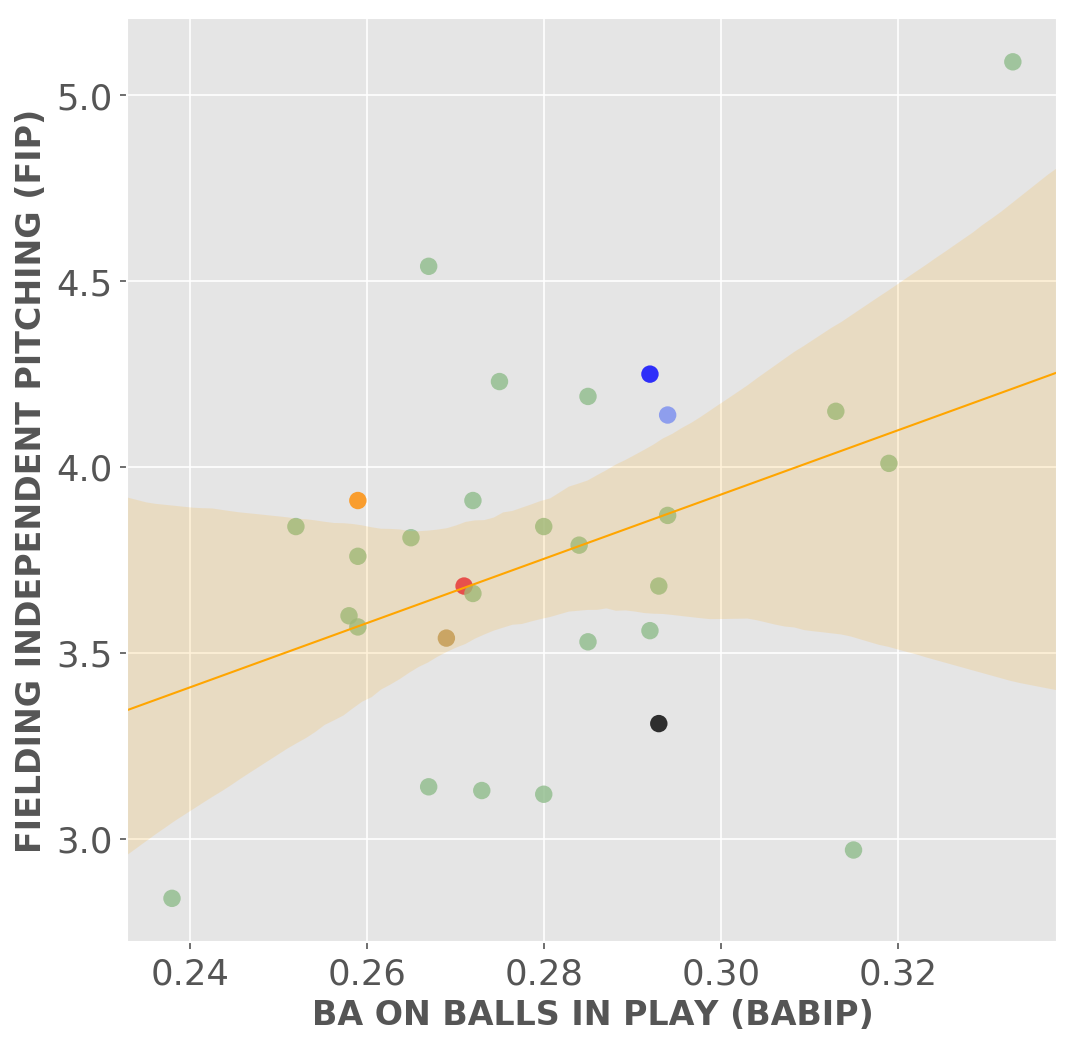 FIELDING INDEPENDENT PITCHING (FIP)
5.0
4.5
4.0
3.5
3.0
0.24 0.26 0.28 0.30 0.32
BA ON BALLS IN PLAY (BABIP)